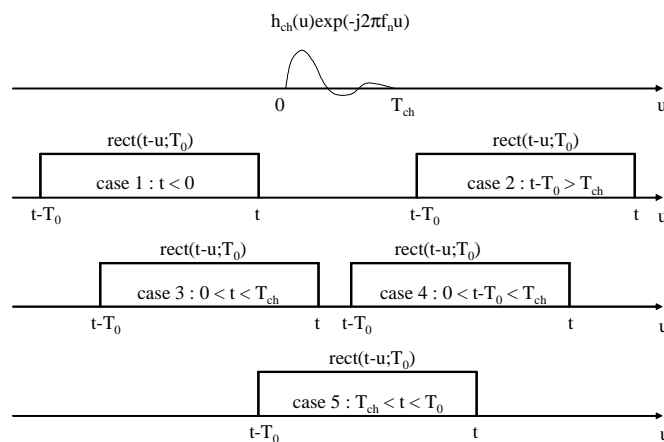 h_ch(u)exp(-j2πf_nu)
0 T_ch u
rect(t-u;T_0) rect(t-u;T_0)
case 1 : t < 0 case 2 : t-T_0 > T_ch
t-T_0 t t-T_0 t u
rect(t-u;T_0) rect(t-u;T_0)
case 3 : 0 < t < T_ch case 4 : 0 < t-T_0 < T_ch
t-T_0 t t-T_0 t u
rect(t-u;T_0)
case 5 : T_ch < t < T_0
t-T_0 t u